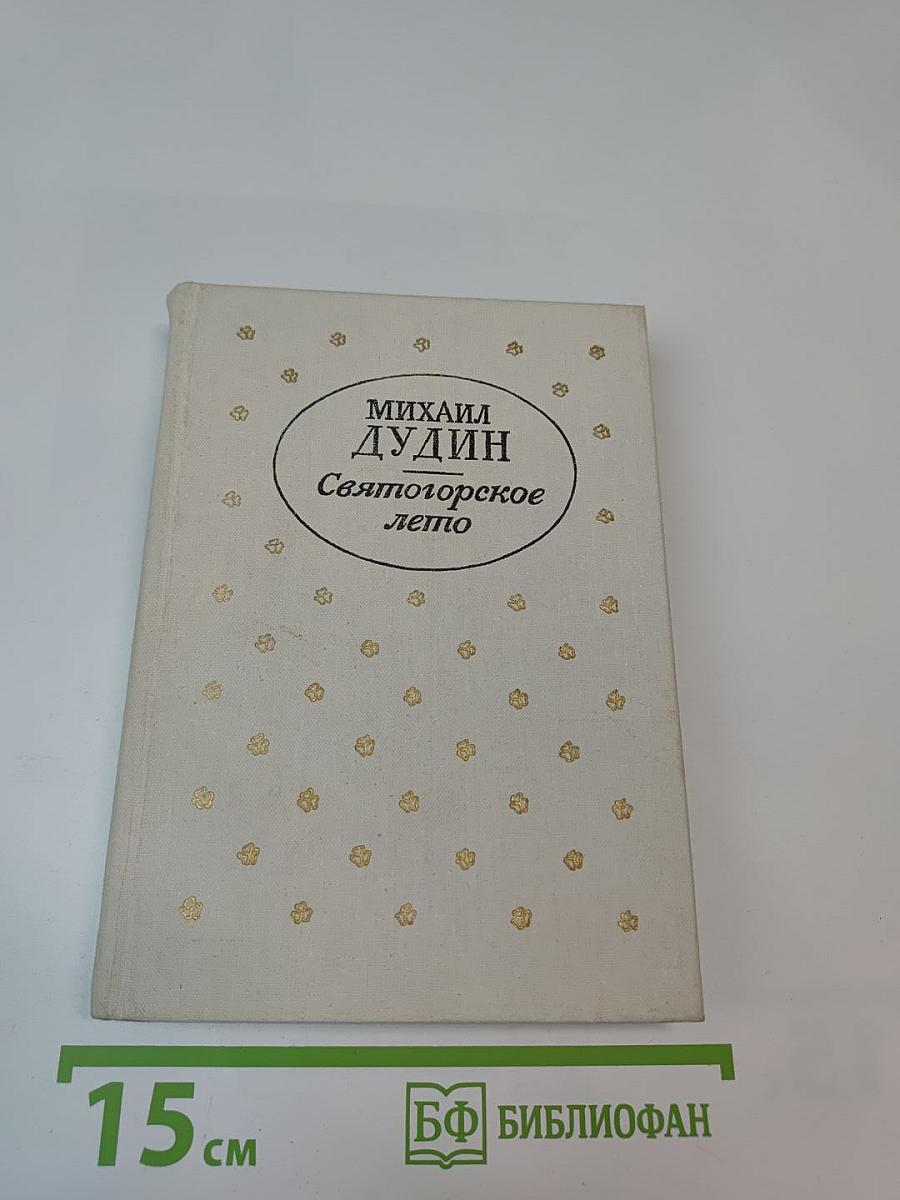 МИХАИЛ
ДУДИН
Святогорское
лето
15 см
БФ БИБЛИОФАН